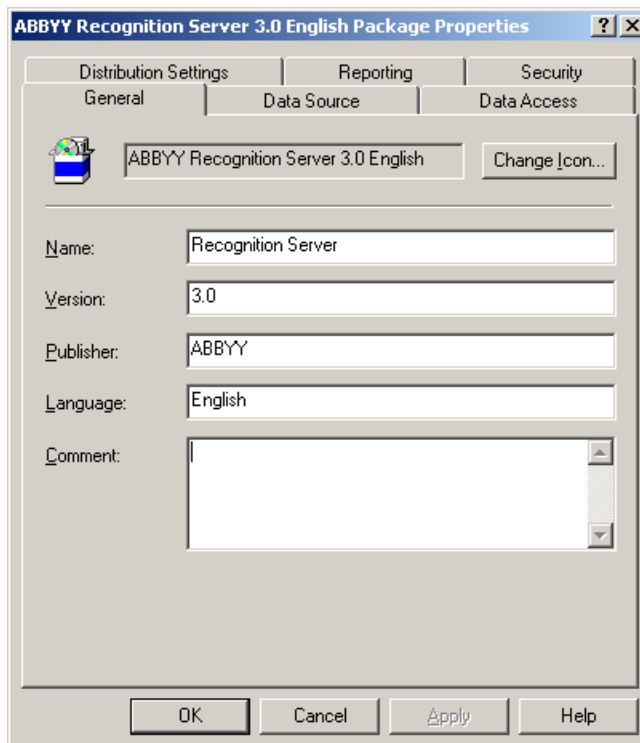 ABBYY Recognition Server 3.0 English Package Properties
Distribution Settings Reporting Security
General Data Source Data Access
ABBYY Recognition Server 3.0 English Change Icon...
Name: Recognition Server
Version: 3.0
Publisher: ABBYY
Language: English
Comment:
OK Cancel Apply Help